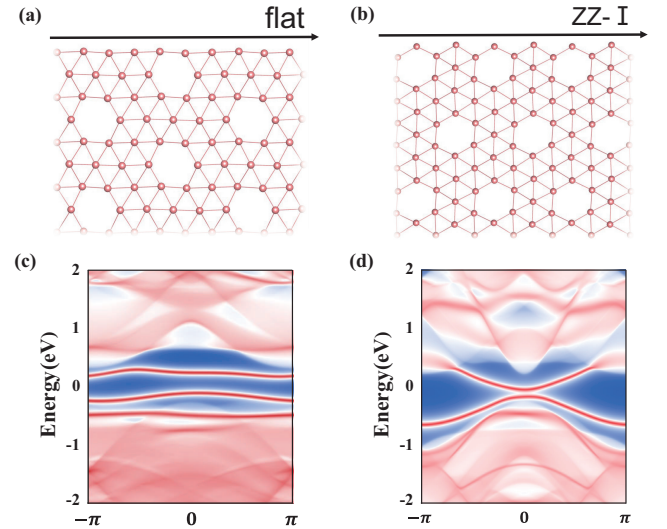 (a)
flat
(b)
ZZ-Ⅰ
(c)
2
1
0
-1
-2
Energy(eV)
−π
0
π
(d)
2
1
0
-1
-2
Energy(eV)
−π
0
π